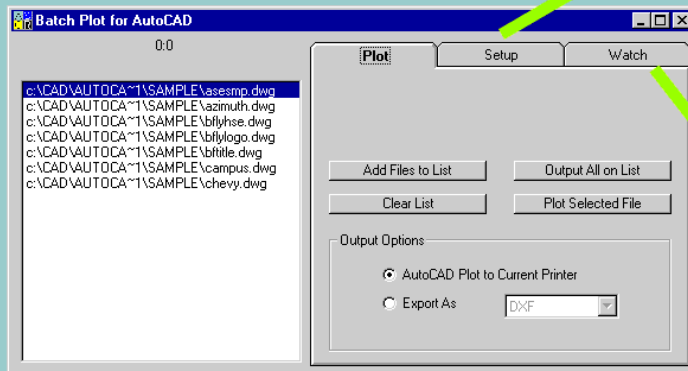 Batch Plot for AutoCAD
0:0
Plot
Setup
Watch
c:\CAD\AUTOCA~1\SAMPLE\asesmp.dwg
c:\CAD\AUTOCA~1\SAMPLE\azimuth.dwg
c:\CAD\AUTOCA~1\SAMPLE\bflyhse.dwg
c:\CAD\AUTOCA~1\SAMPLE\bflylogo.dwg
c:\CAD\AUTOCA~1\SAMPLE\bftitle.dwg
c:\CAD\AUTOCA~1\SAMPLE\campus.dwg
c:\CAD\AUTOCA~1\SAMPLE\chevy.dwg
Add Files to List
Output All on List
Clear List
Plot Selected File
Output Options
AutoCAD Plot to Current Printer
Export As
DXF